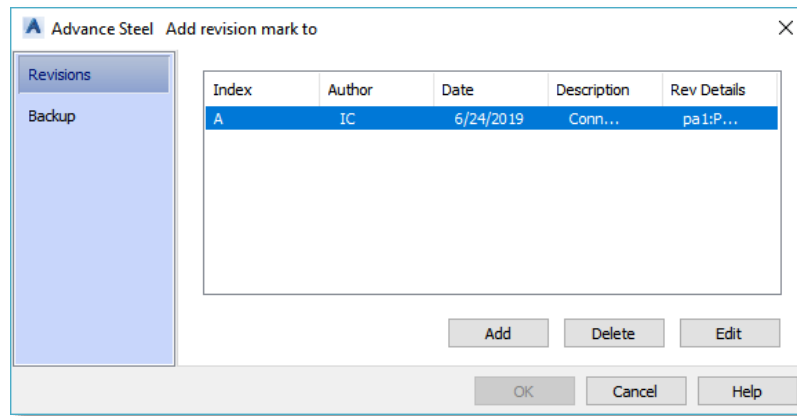 Advance Steel Add revision mark to
Revisions
Backup
Index Author Date Description Rev Details
A IC 6/24/2019 Conn... pa1:P...
Add Delete Edit
OK Cancel Help